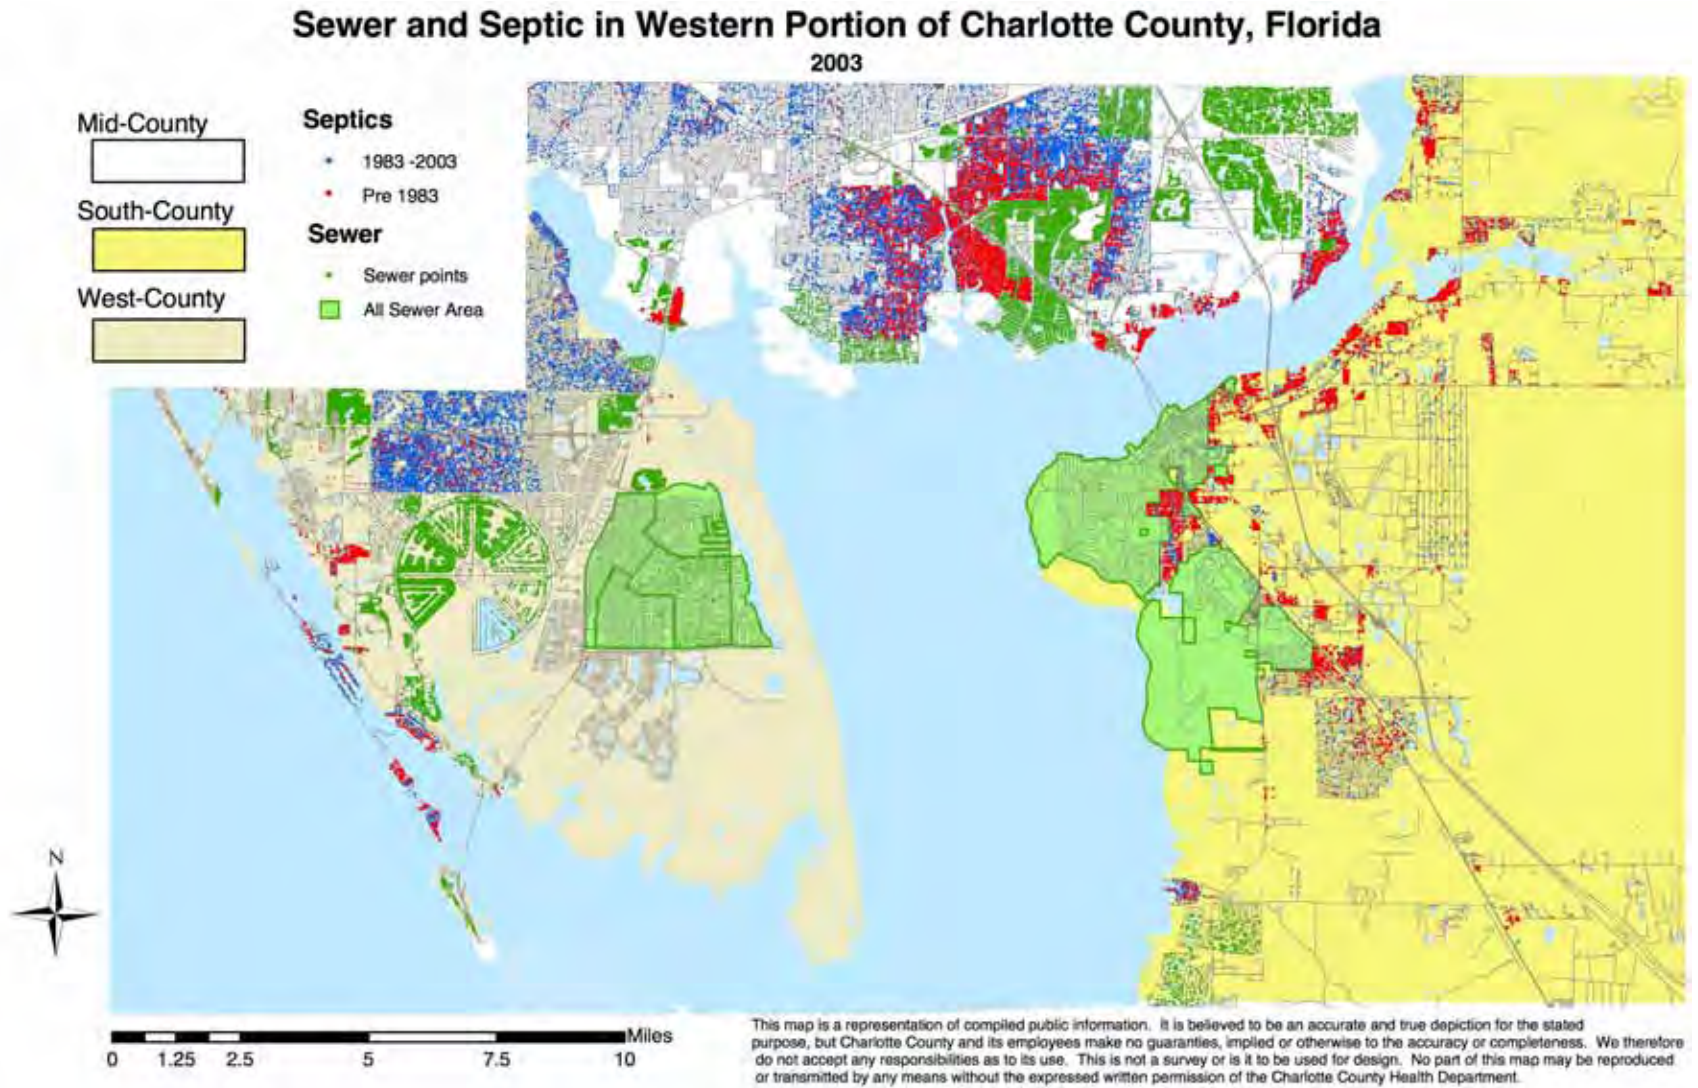 Sewer and Septic in Western Portion of Charlotte County, Florida
2003
Mid-County
South-County
West-County
Septics
1983 -2003
Pre 1983
Sewer
Sewer points
All Sewer Area
N
Miles
0 1.25 2.5 5 7.5 10
This map is a representation of compiled public information. It is believed to be an accurate and true depiction for the stated
purpose, but Charlotte County and its employees make no guaranties, implied or otherwise to the accuracy or completeness. We therefore
do not accept any responsibilities as to its use. This is not a survey or is it to be used for design. No part of this map may be reproduced
or transmitted by any means without the expressed written permission of the Charlotte County Health Department.